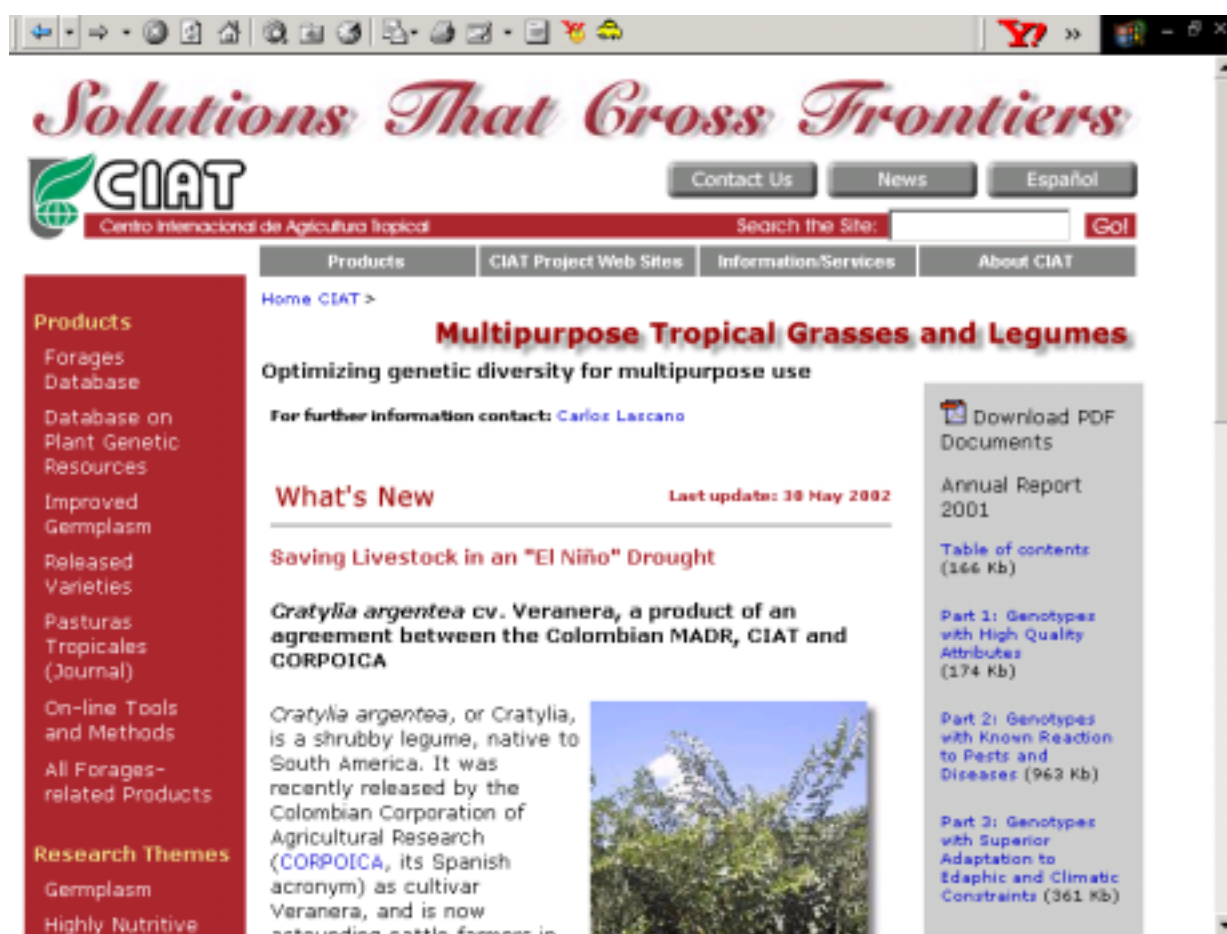 Solutions That Cross Frontiers
CIAT
Contact Us
News
Español
Centro Internacional de Agricultura Tropical
Search the Site:
Go!
Products
CIAT Project Web Sites
Information/Services
About CIAT
Products
Forages
Database
Database on
Plant Genetic
Resources
Improved
Germplasm
Released
Varieties
Pasturas
Tropicales
(Journal)
On-line Tools
and Methods
All Forages-
related Products
Research Themes
Germplasm
Highly Nutritive
Home CIAT >
Multipurpose Tropical Grasses and Legumes
Optimizing genetic diversity for multipurpose use
For further information contact: Carlos Lascano
What's New
Last update: 30 May 2002
Saving Livestock in an "El Niño" Drought
Cratylia argentea cv. Veranera, a product of an
agreement between the Colombian MADR, CIAT and
CORPOICA
Cratylia argentea, or Cratylia,
is a shrubby legume, native to
South America. It was
recently released by the
Colombian Corporation of
Agricultural Research
(CORPOICA, its Spanish
acronym) as cultivar
Veranera, and is now
astounding cattle farmers in
Download PDF
Documents
Annual Report
2001
Table of contents
(166 Kb)
Part 1: Genotypes
with High Quality
Attributes
(174 Kb)
Part 2: Genotypes
with Known Reaction
to Pests and
Diseases (963 Kb)
Part 3: Genotypes
with Superior
Adaptation to
Edaphic and Climatic
Constraints (361 Kb)
Y!
»